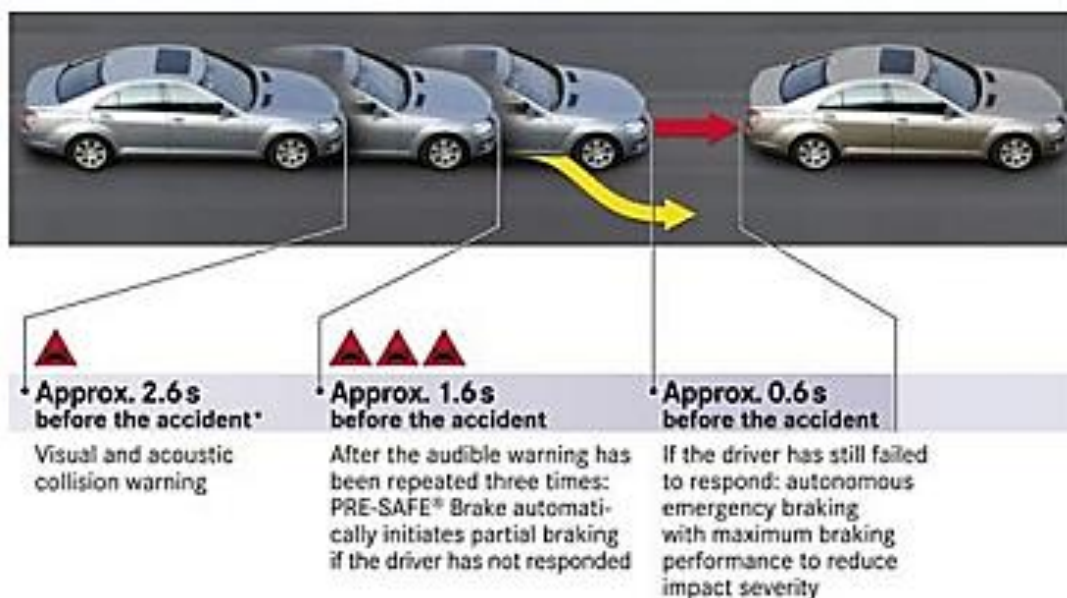 Approx. 2.6 s
before the accident*
Visual and acoustic
collision warning
Approx. 1.6 s
before the accident
After the audible warning has
been repeated three times:
PRE-SAFE® Brake automati-
cally initiates partial braking
if the driver has not responded
Approx. 0.6 s
before the accident
If the driver has still failed
to respond: autonomous
emergency braking
with maximum braking
performance to reduce
impact severity